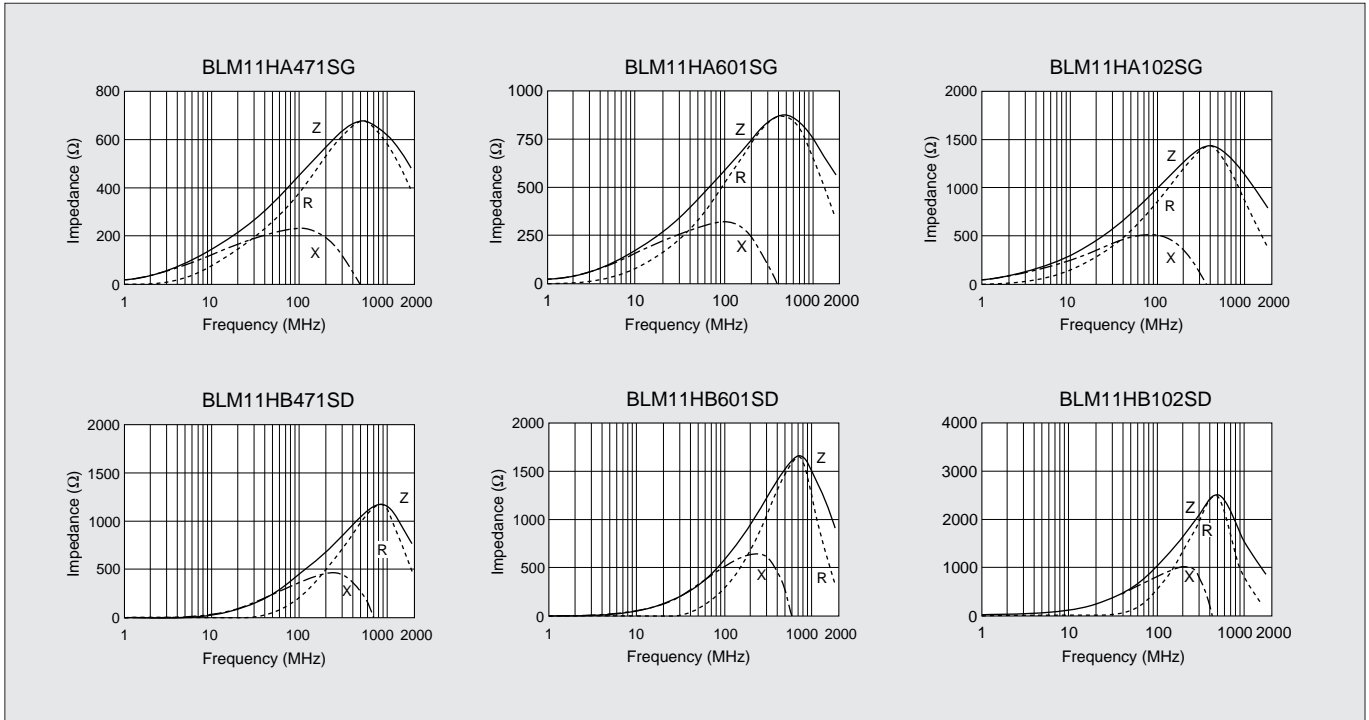 BLM11HA471SG
Impedance (Ω)
800
600
400
200
0
Z
R
X
1 10 100 1000 2000
Frequency (MHz)
BLM11HA601SG
Impedance (Ω)
1000
750
500
250
0
Z
R
X
1 10 100 1000 2000
Frequency (MHz)
BLM11HA102SG
Impedance (Ω)
2000
1500
1000
500
0
Z
R
X
1 10 100 1000 2000
Frequency (MHz)
BLM11HB471SD
Impedance (Ω)
2000
1500
1000
500
0
Z
R
X
1 10 100 1000 2000
Frequency (MHz)
BLM11HB601SD
Impedance (Ω)
2000
1500
1000
500
0
Z
X
R
1 10 100 1000 2000
Frequency (MHz)
BLM11HB102SD
Impedance (Ω)
4000
3000
2000
1000
0
Z
R
X
1 10 100 1000 2000
Frequency (MHz)